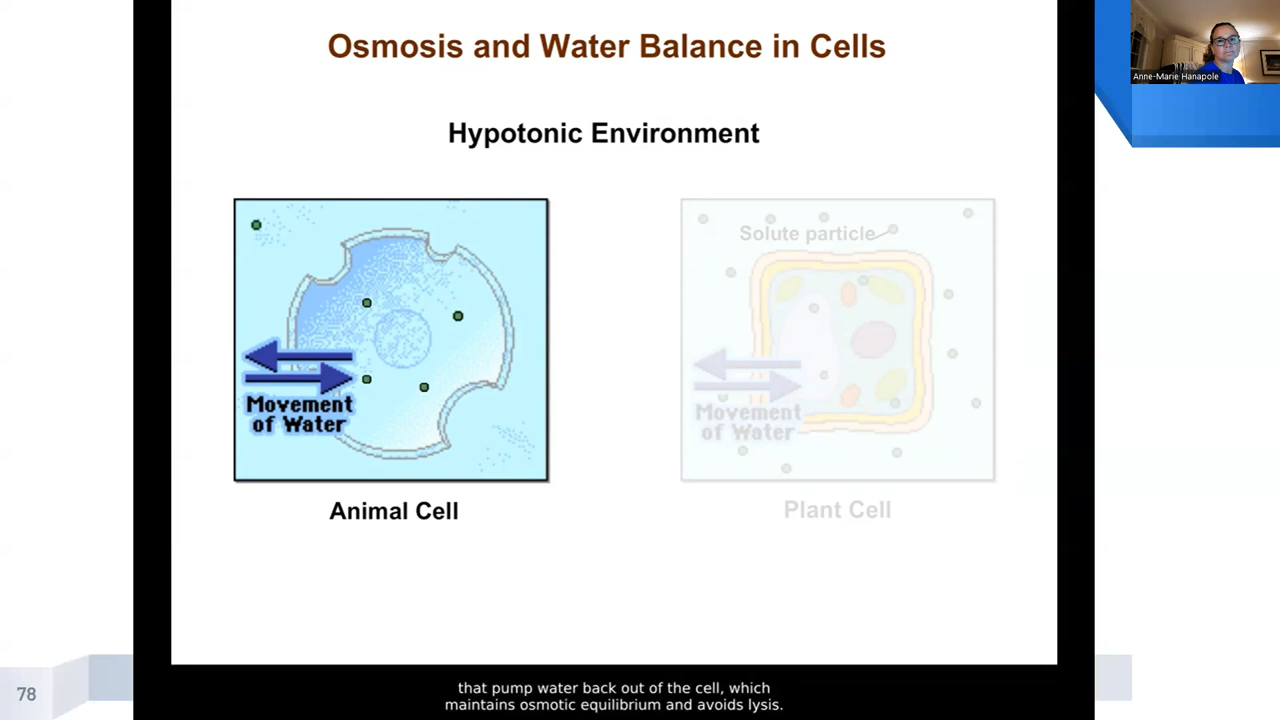 Osmosis and Water Balance in Cells
Anne-Marie Hanapole
Hypotonic Environment
Solute particle
Movement
of Water
Movement
of Water
Animal Cell
Plant Cell
78
that pump water back out of the cell, which
maintains osmotic equilibrium and avoids lysis.